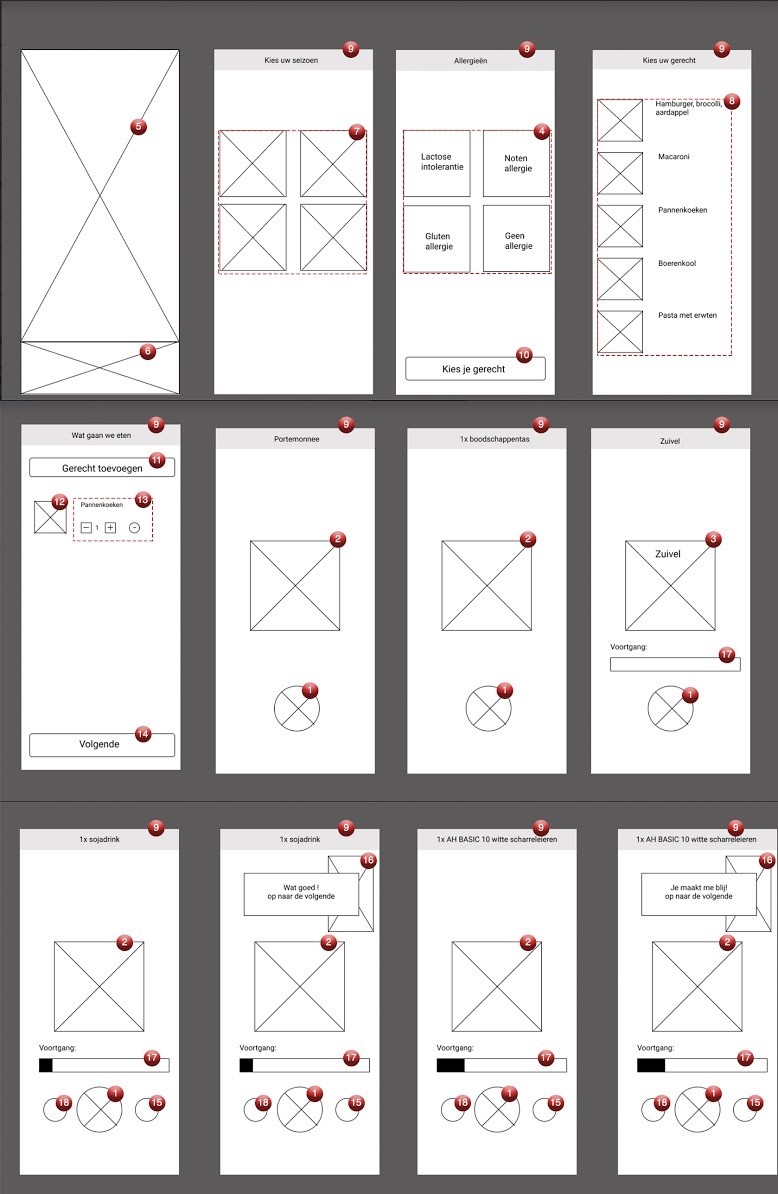 9
9
9
Kies uw seizoen
Allergieën
Kies uw gerecht
5
7
4
8
Hamburger, brocolli,
aardappel
Lactose
intolerantie
Noten
allergie
Macaroni
Pannenkoeken
Gluten
allergie
Geen
allergie
Boerenkool
Pasta met erwten
6
10
Kies je gerecht
9
9
9
9
Wat gaan we eten
Portemonnee
1x boodschappentas
Zuivel
11
Gerecht toevoegen
12
13
Pannenkoeken
1
2
2
3
Zuivel
Voortgang:
17
1
1
1
14
Volgende
9
9
9
9
1x sojadrink
1x sojadrink
1x AH BASIC 10 witte scharreleieren
1x AH BASIC 10 witte scharreleieren
16
16
Wat goed !
op naar de volgende
Je maakt me blij!
op naar de volgende
2
2
2
2
Voortgang:
Voortgang:
Voortgang:
Voortgang:
17
17
17
17
18
1
15
18
1
15
18
1
15
18
1
15